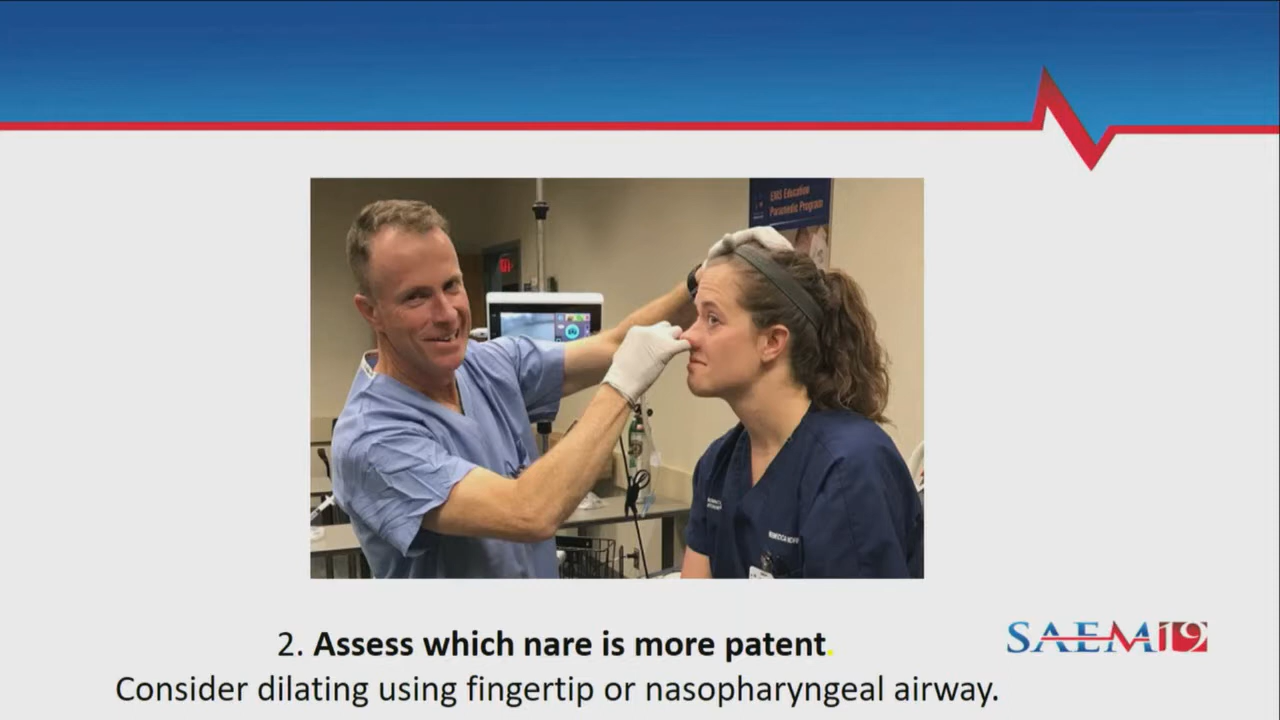 EMS Education
Paramedic Program
2. Assess which nare is more patent.
Consider dilating using fingertip or nasopharyngeal airway.
SAEM19